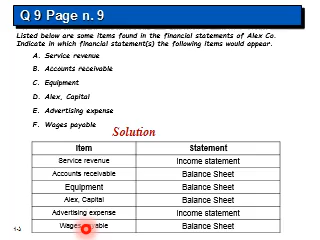 Q 9 Page n. 9
Listed below are some items found in the financial statements of Alex Co.
Indicate in which financial statement(s) the following items would appear.
A. Service revenue
B. Accounts receivable
C. Equipment
D. Alex, Capital
E. Advertising expense
F. Wages payable
Solution
Item Statement
Service revenue Income statement
Accounts receivable Balance Sheet
Equipment Balance Sheet
Alex, Capital Balance Sheet
Advertising expense Income statement
Balance Sheet